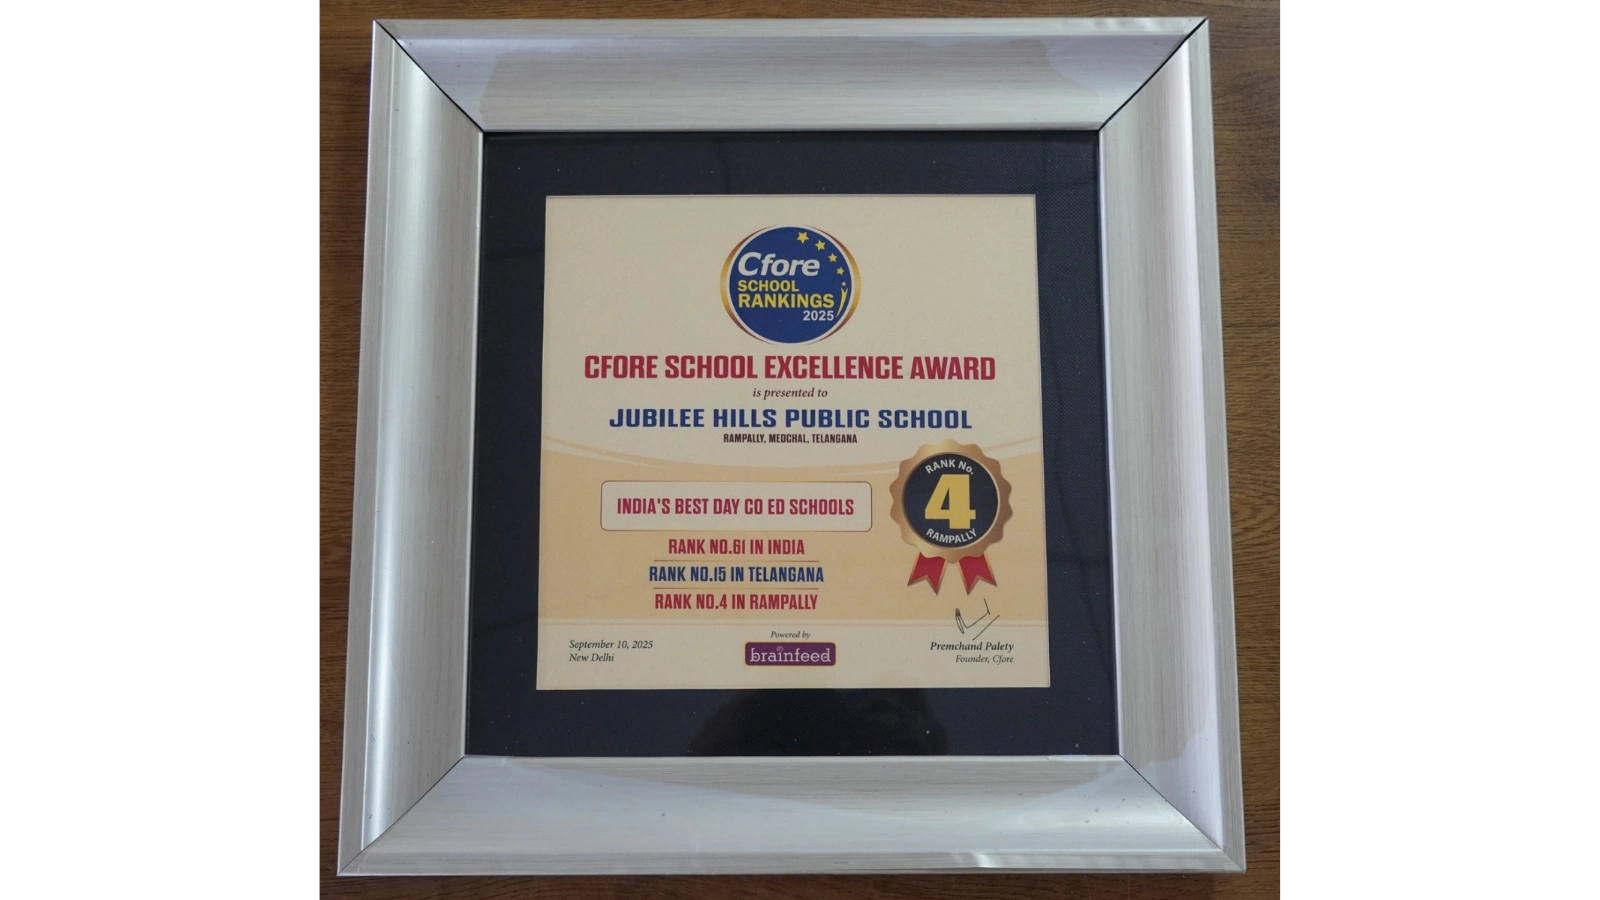 Cfore
SCHOOL
RANKINGS
2025
CFORE SCHOOL EXCELLENCE AWARD
is presented to
JUBILEE HILLS PUBLIC SCHOOL
RAMPALLY, MEDCHAL, TELANGANA
RANK No.
4
RAMPALLY
INDIA'S BEST DAY CO ED SCHOOLS
RANK NO.61 IN INDIA
RANK NO.15 IN TELANGANA
RANK NO.4 IN RAMPALLY
September 10, 2025
New Delhi
Powered by
brainfeed
Premchand Palety
Founder, Cfore